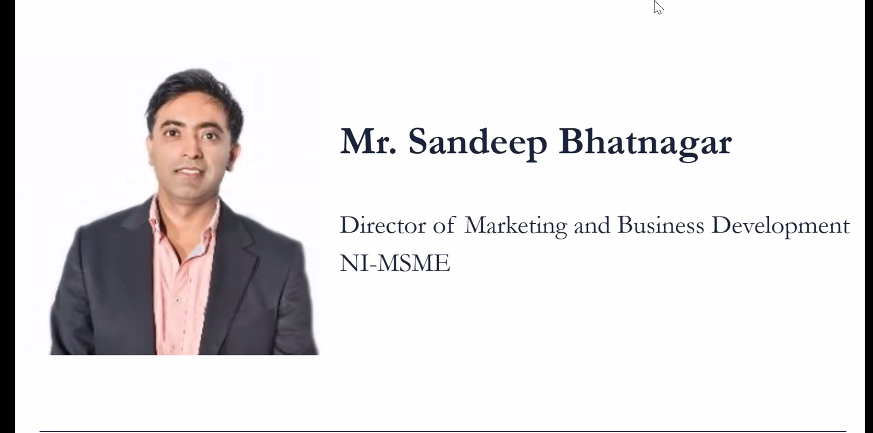 Mr. Sandeep Bhatnagar
Director of Marketing and Business Development
NI-MSME